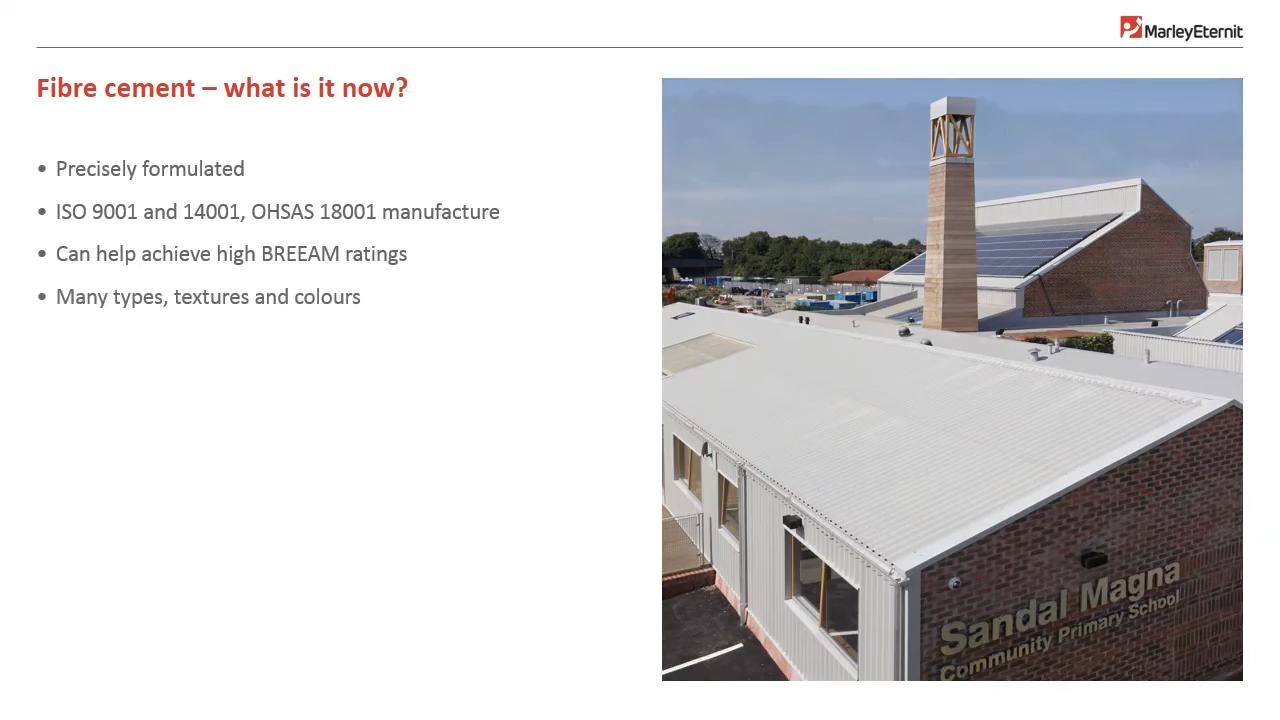 MarleyEternit
Fibre cement – what is it now?
• Precisely formulated
• ISO 9001 and 14001, OHSAS 18001 manufacture
• Can help achieve high BREEAM ratings
• Many types, textures and colours
Sandal Magna
Community Primary School